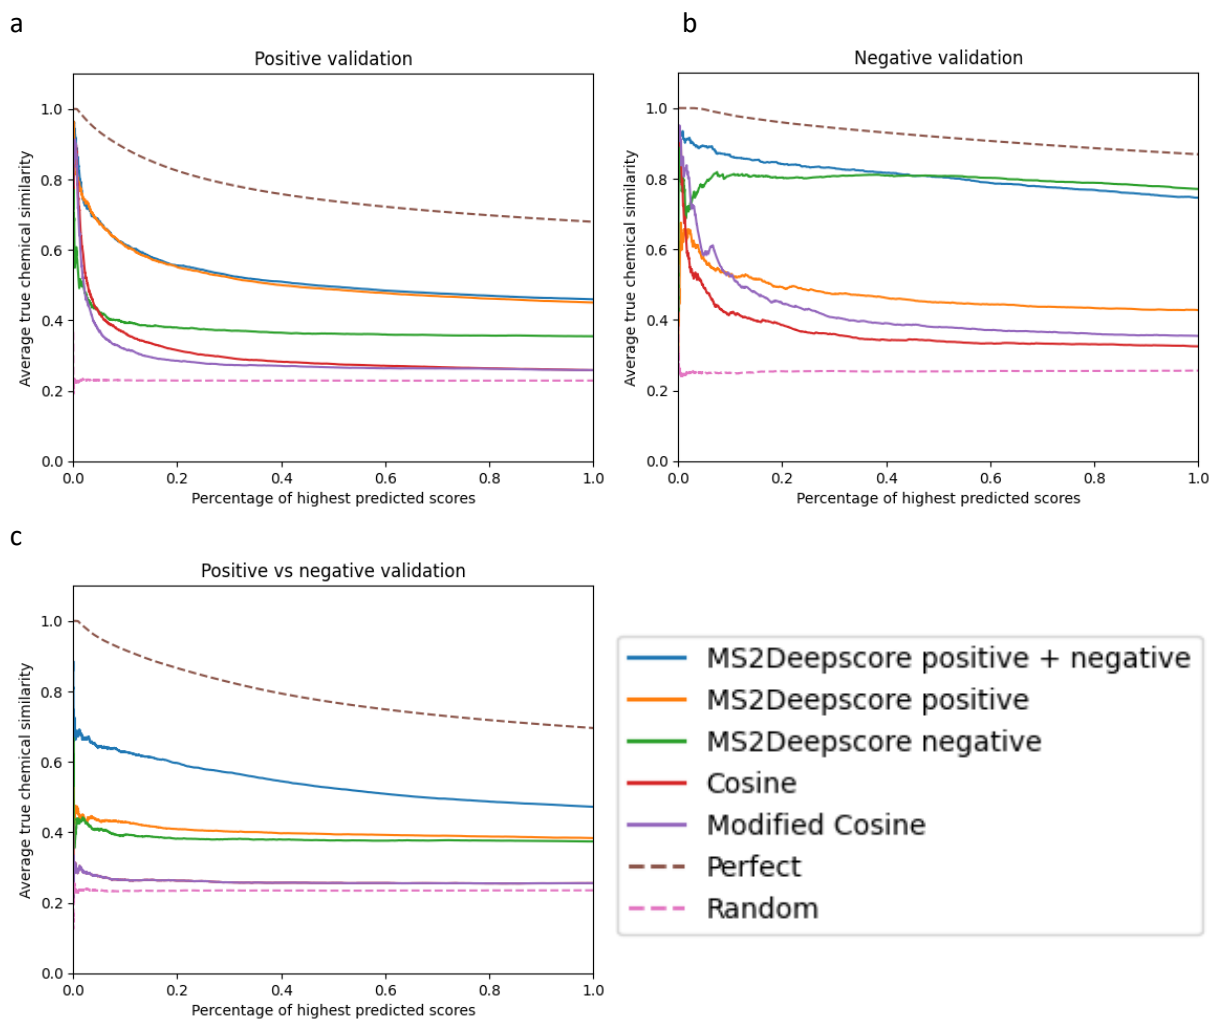 a
Positive validation
1.0
0.8
0.6
0.4
0.2
0.0
Average true chemical similarity
0.0 0.2 0.4 0.6 0.8 1.0
Percentage of highest predicted scores
b
Negative validation
1.0
0.8
0.6
0.4
0.2
0.0
Average true chemical similarity
0.0 0.2 0.4 0.6 0.8 1.0
Percentage of highest predicted scores
c
Positive vs negative validation
1.0
0.8
0.6
0.4
0.2
0.0
Average true chemical similarity
0.0 0.2 0.4 0.6 0.8 1.0
Percentage of highest predicted scores
MS2Deepscore positive + negative
MS2Deepscore positive
MS2Deepscore negative
Cosine
Modified Cosine
Perfect
Random